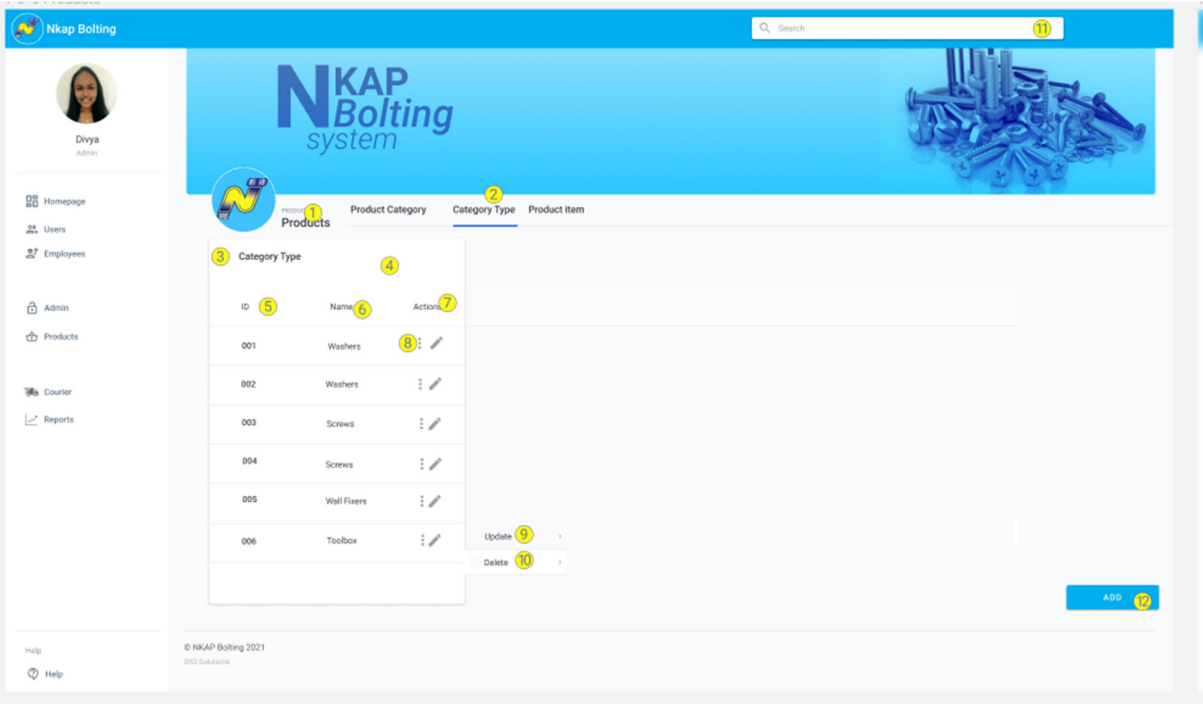 Nkap Bolting
Search
11
Divya
Admin
Homepage
Users
Employees
Admin
Products
Courier
Reports
Help
Help
NKAP
Bolting
system
1
Products
Product Category
2
Category Type
Product Item
3
Category Type
4
ID
5
Name
6
Actions
7
001
Washers
8
002
Washers
003
Screws
004
Screws
005
Wall Fixers
006
Toolbox
Update
9
Delete
10
ADD
12
© NKAP Bolting 2021
Solutions